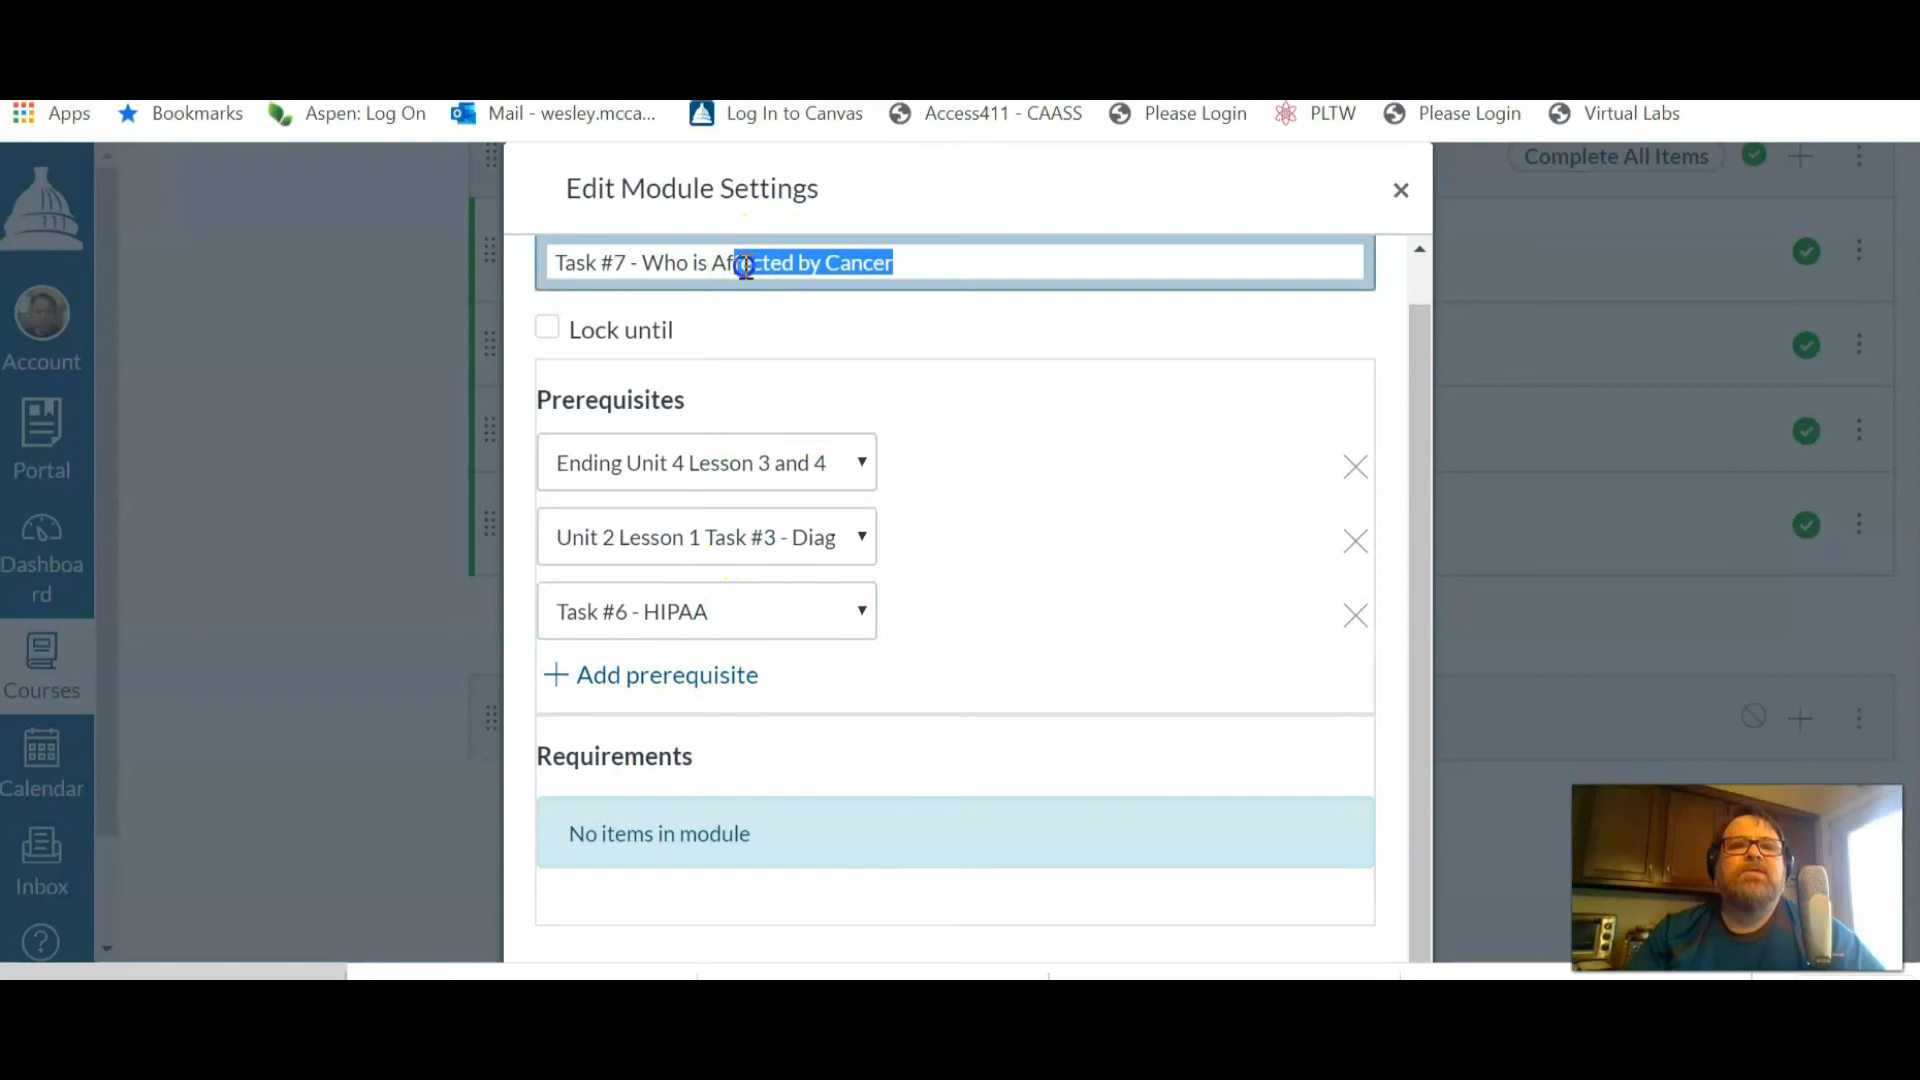 Apps Bookmarks Aspen: Log On Mail - wesley.mcca... Log In to Canvas Access411 - CAASS Please Login PLTW Please Login Virtual Labs
Complete All Items
Edit Module Settings
Task #7 - Who is Affected by Cancer
Lock until
Account
Prerequisites
Ending Unit 4 Lesson 3 and 4
Portal
Unit 2 Lesson 1 Task #3 - Diag
Dashboa
rd
Task #6 - HIPAA
Add prerequisite
Courses
Requirements
Calendar
No items in module
Inbox